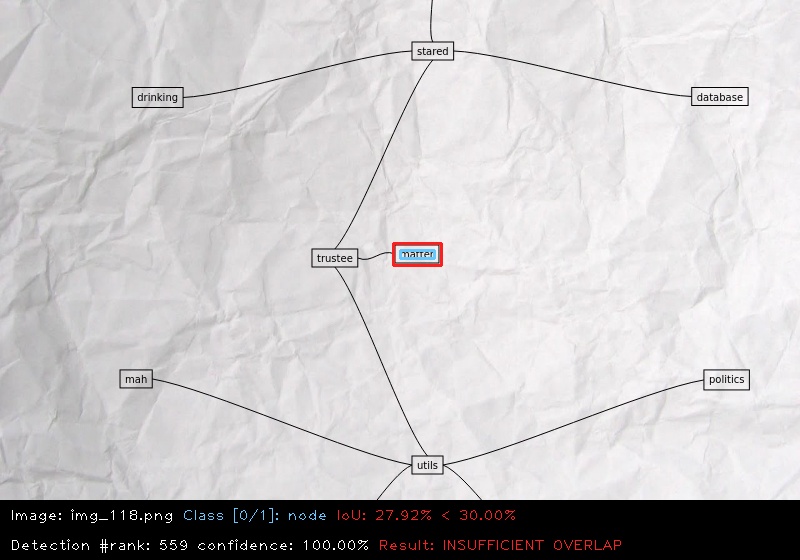 stared
drinking
database
trustee
matter
mah
politics
utils
Image: img_118.png Class [0/1]: node IoU: 27.92% < 30.00%
Detection #rank: 559 confidence: 100.00% Result: INSUFFICIENT OVERLAP